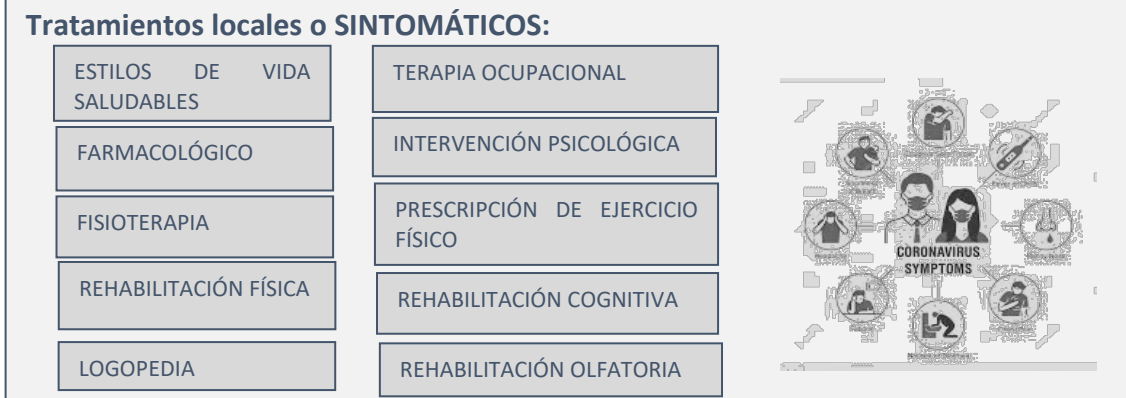 Tratamientos locales o SINTOMÁTICOS:
ESTILOS DE VIDA
SALUDABLES
FARMACOLÓGICO
FISIOTERAPIA
REHABILITACIÓN FÍSICA
LOGOPEDIA
TERAPIA OCUPACIONAL
INTERVENCIÓN PSICOLÓGICA
PRESCRIPCIÓN DE EJERCICIO
FÍSICO
REHABILITACIÓN COGNITIVA
REHABILITACIÓN OLFATORIA
CORONAVIRUS
SYMPTOMS